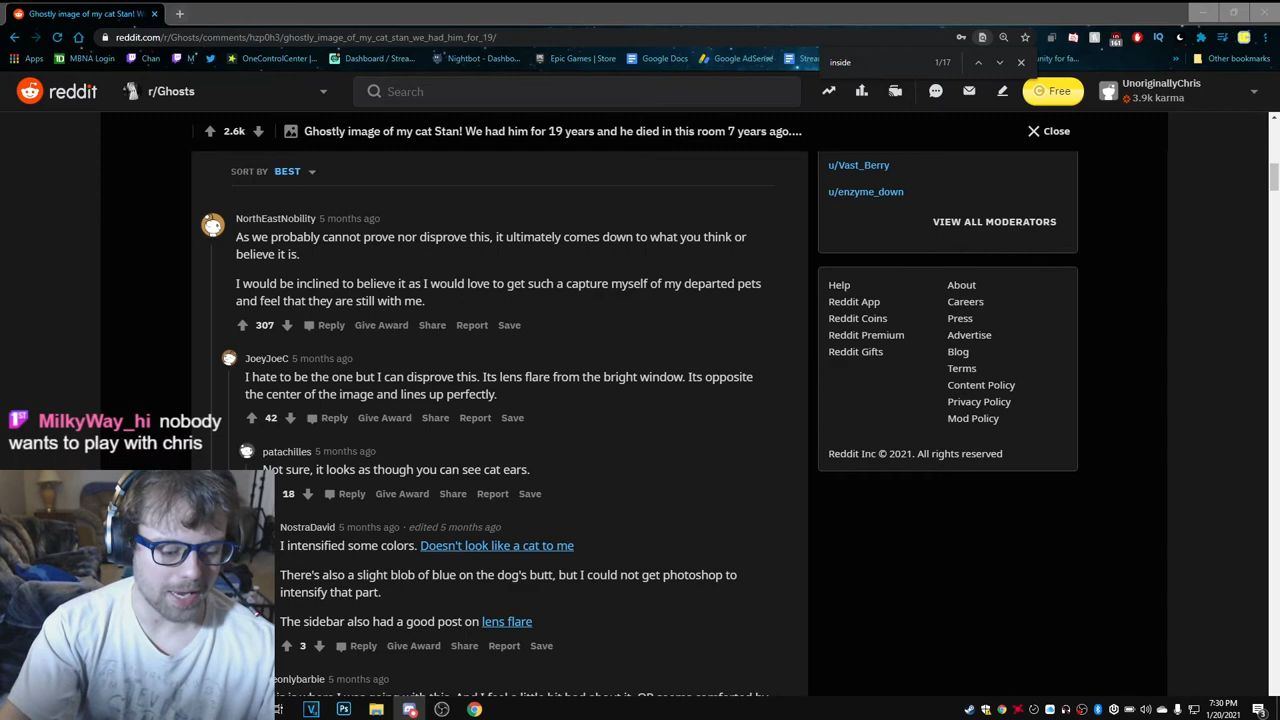 Ghostly image of my cat Stan! W
reddit.com/r/Ghosts/comments/hzp0h3/ghostly_image_of_my_cat_stan_we_had_him_for_19/
Apps MBNA Login Chan M OneControlCenter | Dashboard / Strea... Nightbot - Dashbo... Epic Games | Store Google Docs Google AdSense Strea Other bookmarks
inside 1/17
reddit r/Ghosts Search Free UnoriginallyChris
3.9k karma
2.6k Ghostly image of my cat Stan! We had him for 19 years and he died in this room 7 years ago.... Close
SORT BY BEST
NorthEastNobility 5 months ago
As we probably cannot prove nor disprove this, it ultimately comes down to what you think or
believe it is.
I would be inclined to believe it as I would love to get such a capture myself of my departed pets
and feel that they are still with me.
307 Reply Give Award Share Report Save
JoeyJoeC 5 months ago
I hate to be the one but I can disprove this. Its lens flare from the bright window. Its opposite
the center of the image and lines up perfectly.
42 Reply Give Award Share Report Save
patachilles 5 months ago
Not sure, it looks as though you can see cat ears.
18 Reply Give Award Share Report Save
NostraDavid 5 months ago · edited 5 months ago
I intensified some colors. Doesn't look like a cat to me
There's also a slight blob of blue on the dog's butt, but I could not get photoshop to
intensify that part.
The sidebar also had a good post on lens flare
3 Reply Give Award Share Report Save
eonlybarbie 5 months ago
u/Vast_Berry
u/enzyme_down
VIEW ALL MODERATORS
Help About
Reddit App Careers
Reddit Coins Press
Reddit Premium Advertise
Reddit Gifts Blog
Terms
Content Policy
Privacy Policy
Mod Policy
Reddit Inc © 2021. All rights reserved
1ST MilkyWay_hi nobody
wants to play with chris
7:30 PM
1/20/2021